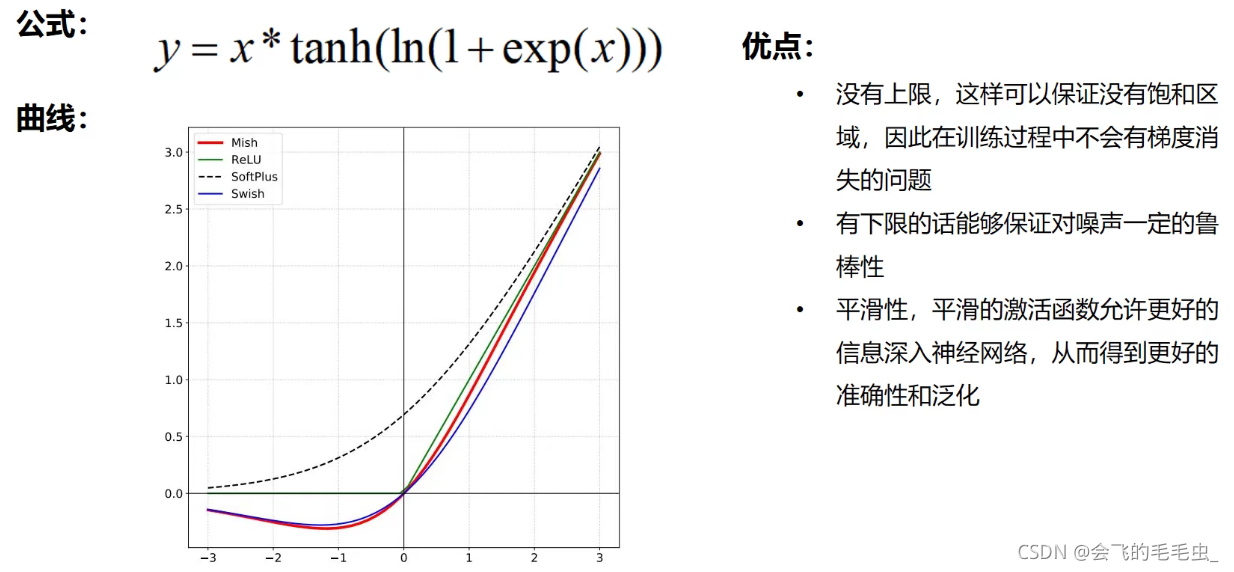 公式：
y = x * tanh(ln(1 + exp(x)))
曲线：
Mish
ReLU
SoftPlus
Swish
3.0
2.5
2.0
1.5
1.0
0.5
0.0
−3
−2
−1
0
1
2
3
优点：
• 没有上限，这样可以保证没有饱和区
域，因此在训练过程中不会有梯度消
失的问题
• 有下限的话能够保证对噪声一定的鲁
棒性
• 平滑性，平滑的激活函数允许更好的
信息深入神经网络，从而得到更好的
准确性和泛化
CSDN @会飞的毛毛虫_